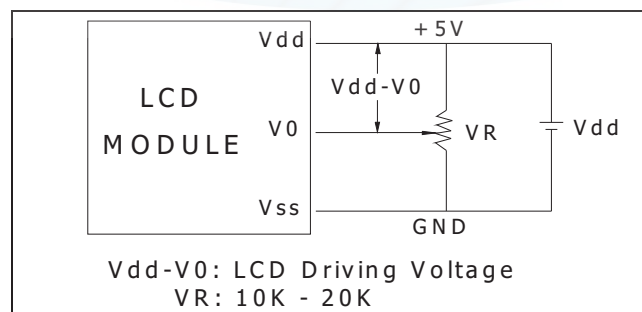 +5V
Vdd
Vdd-V0
LCD
MODULE
V0
VR
Vdd
Vss
GND
Vdd-V0: LCD Driving Voltage
VR: 10K - 20K